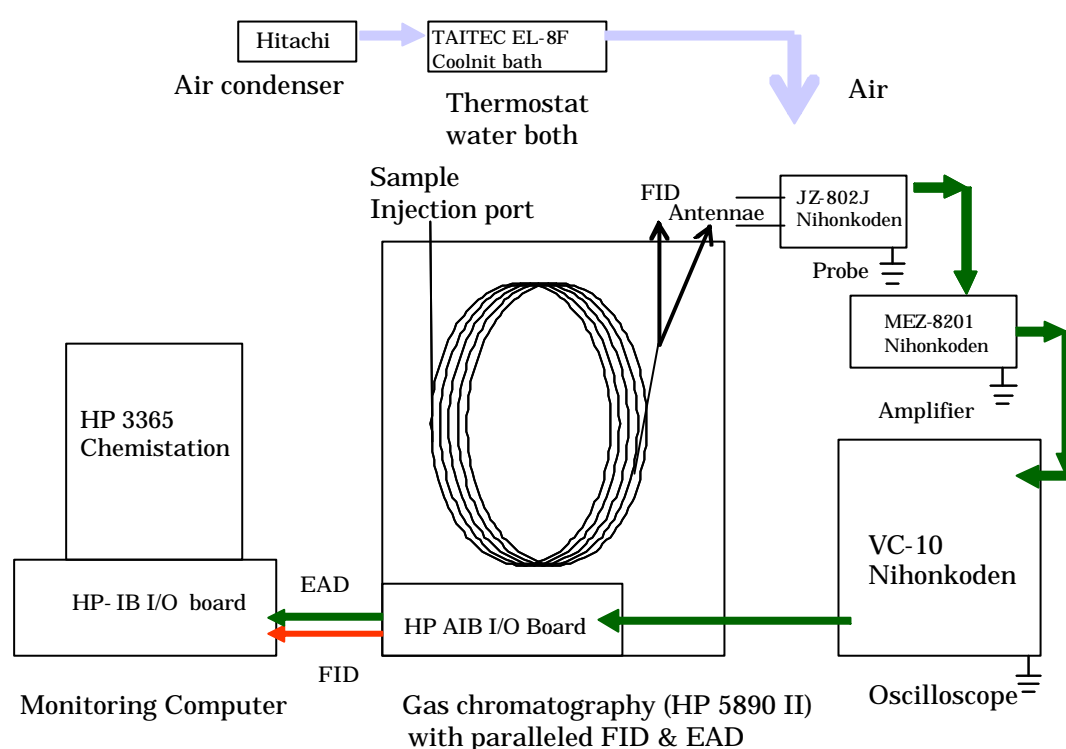 Hitachi
Air condenser
TAITEC EL-8F
Coolnit bath
Thermostat
water both
Air
Sample
Injection port
FID
Antennae
JZ-802J
Nihonkoden
Probe
MEZ-8201
Nihonkoden
Amplifier
HP 3365
Chemistation
VC-10
Nihonkoden
EAD
HP- IB I/O board
HP AIB I/O Board
FID
Oscilloscope
Monitoring Computer
Gas chromatography (HP 5890 II)
with paralleled FID & EAD